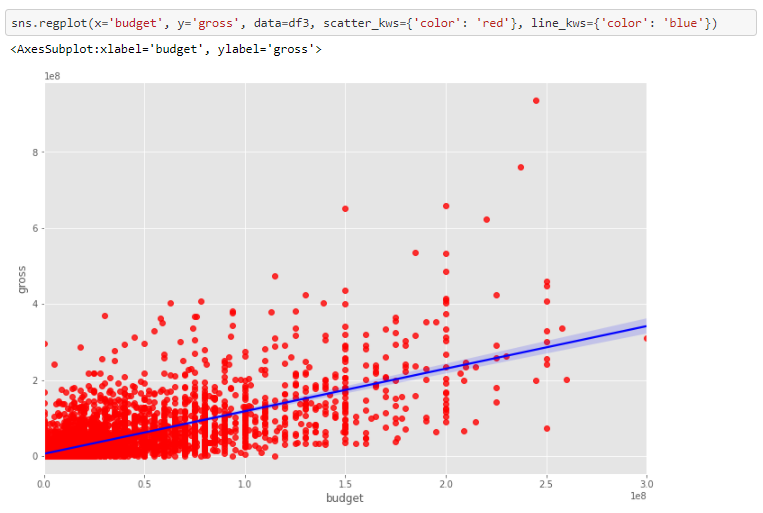 sns.regplot(x='budget', y='gross', data=df3, scatter_kws={'color': 'red'}, line_kws={'color': 'blue'})
<AxesSubplot:xlabel='budget', ylabel='gross'>
1e8
8
6
4
2
0
gross
0.0 0.5 1.0 1.5 2.0 2.5 3.0
budget
1e8